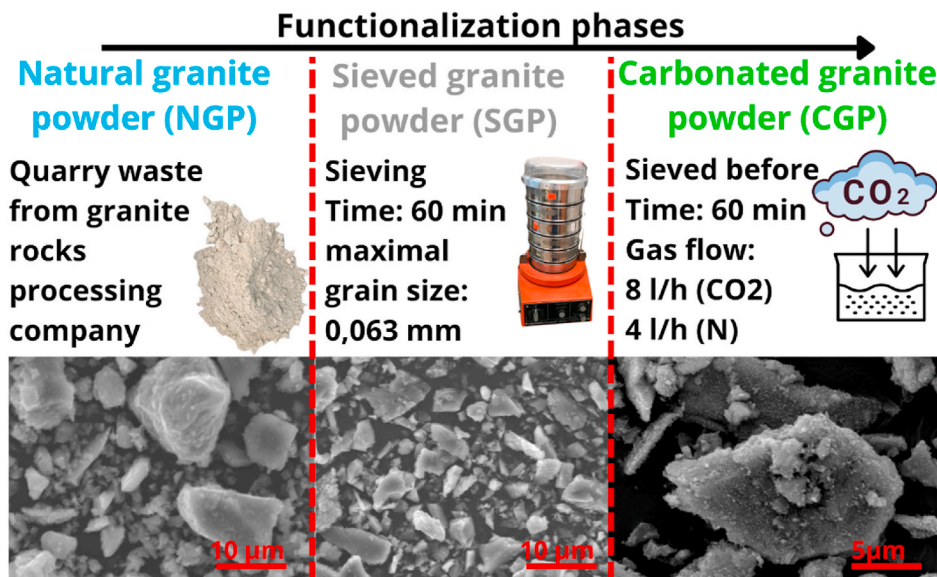 Functionalization phases
Natural granite
powder (NGP)
Quarry waste
from granite
rocks
processing
company
10 µm
Sieved granite
powder (SGP)
Sieving
Time: 60 min
maximal
grain size:
0,063 mm
10 µm
Carbonated granite
powder (CGP)
Sieved before
Time: 60 min
Gas flow:
8 l/h (CO2)
4 l/h (N)
CO₂
5µm